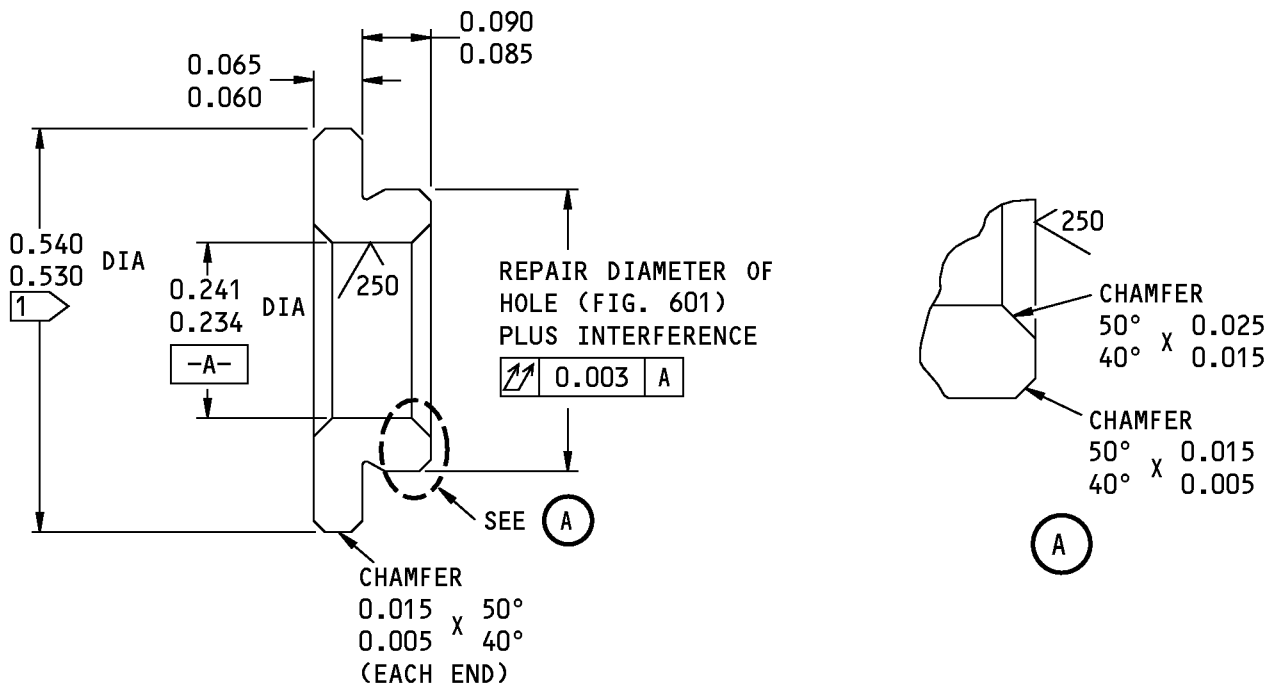 0.090
0.085
0.065
0.060
0.540
0.530
DIA
1
0.241
0.234
DIA
-A-
250
REPAIR DIAMETER OF
HOLE (FIG. 601)
PLUS INTERFERENCE
0.003 A
SEE A
CHAMFER
0.015 X 50°
0.005 40°
(EACH END)
250
CHAMFER
50° X 0.025
40° 0.015
CHAMFER
50° X 0.015
40° 0.005
A